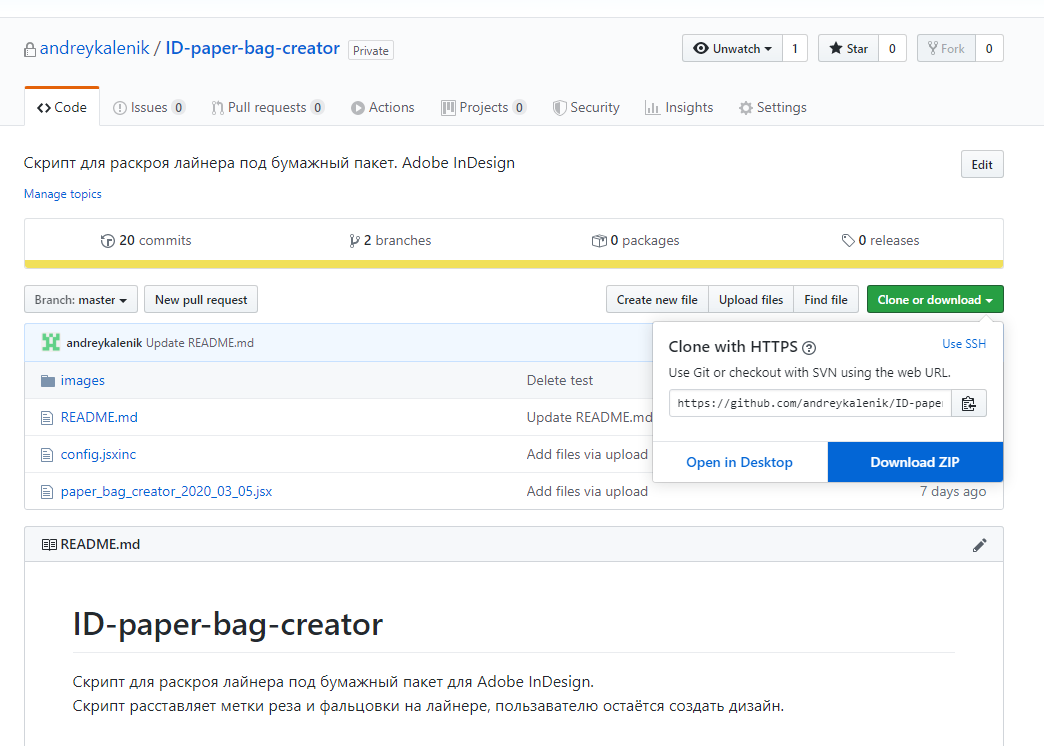 andreykalenik / ID-paper-bag-creator Private Unwatch 1 Star 0 Fork 0
Code Issues 0 Pull requests 0 Actions Projects 0 Security Insights Settings
Скрипт для раскроя лайнера под бумажный пакет. Adobe InDesign Edit
Manage topics
20 commits 2 branches 0 packages 0 releases
Branch: master New pull request Create new file Upload files Find file Clone or download
andreykalenik Update README.md
Clone with HTTPS Use SSH
Use Git or checkout with SVN using the web URL.
https://github.com/andreykalenik/ID-paper
Open in Desktop Download ZIP
images Delete test
README.md Update README.md
config.jsxinc Add files via upload
paper_bag_creator_2020_03_05.jsx Add files via upload 7 days ago
README.md
ID-paper-bag-creator
Скрипт для раскроя лайнера под бумажный пакет для Adobe InDesign.
Скрипт расставляет метки реза и фальцовки на лайнере, пользавателю остаётся создать дизайн.